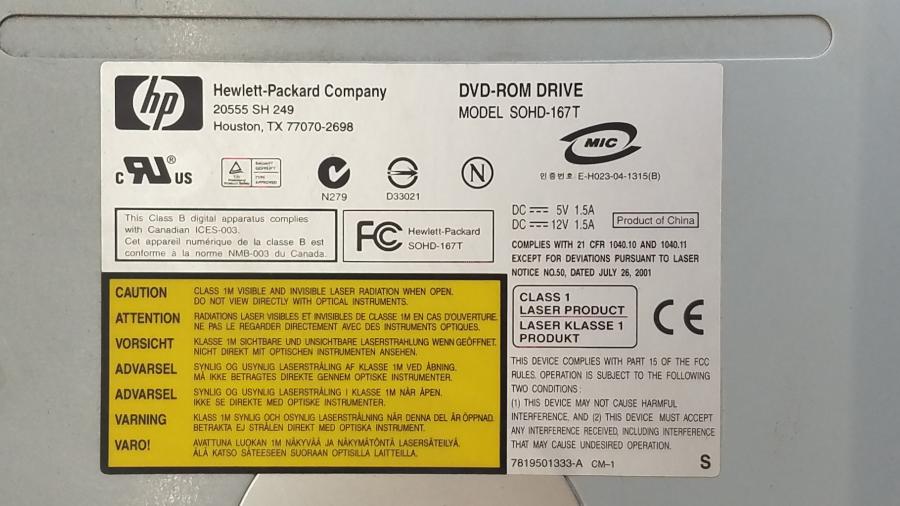 hp
Hewlett-Packard Company
20555 SH 249
Houston, TX 77070-2698
DVD-ROM DRIVE
MODEL SOHD-167T
MIC
인증번호: E-H023-04-1315(B)
c RU ® US
N279
D33021
N
DC 5V 1.5A
DC 12V 1.5A
Product of China
This Class B digital apparatus complies
with Canadian ICES-003.
Cet appareil numérique de la classe B est
conforme à la norme NMB-003 du Canada.
FC
Hewlett-Packard
SOHD-167T
COMPLIES WITH 21 CFR 1040.10 AND 1040.11
EXCEPT FOR DEVIATIONS PURSUANT TO LASER
NOTICE NO.50, DATED JULY 26, 2001
CAUTION CLASS 1M VISIBLE AND INVISIBLE LASER RADIATION WHEN OPEN.
DO NOT VIEW DIRECTLY WITH OPTICAL INSTRUMENTS.
ATTENTION RADIATIONS LASER VISIBLES ET INVISIBLES DE CLASSE 1M EN CAS D'OUVERTURE.
NE PAS LE REGARDER DIRECTEMENT AVEC DES INSTRUMENTS OPTIQUES.
VORSICHT KLASSE 1M SICHTBARE UND UNSICHTBARE LASERSTRAHLUNG WENN GEÖFFNET.
NICHT DIREKT MIT OPTISCHEN INSTRUMENTEN ANSEHEN.
ADVARSEL SYNLIG OG USYNLIG LASERSTRÅLING AF KLASSE 1M VED ÅBNING.
MÅ IKKE BETRAGTES DIREKTE GENNEM OPTISKE INSTRUMENTER.
ADVARSEL SYNLIG OG USYNLIG LASERSTRÅLING I KLASSE 1M NÅR ÅPEN.
IKKE SE DIREKTE MED OPTISKE INSTRUMENTER.
VARNING KLASS 1M SYNLIG OCH OSYNLIG LASERSTRÅLNING NÄR DENNA DEL ÄR ÖPPNAD.
BETRAKTA EJ STRÅLEN DIREKT GENOM OPTISKA INSTRUMENT.
VARO! AVATTUNA LUOKAN 1M NÄKYVÄÄ JA NÄKYMÄTÖNTÄ LASERSÄTEILYÄ.
ÄLÄ KATSO SÄTEESEEN SUORAAN OPTISILLA LAITTEILLA.
CLASS 1
LASER PRODUCT
LASER KLASSE 1
PRODUKT
CE
THIS DEVICE COMPLIES WITH PART 15 OF THE FCC
RULES. OPERATION IS SUBJECT TO THE FOLLOWING
TWO CONDITIONS:
(1) THIS DEVICE MAY NOT CAUSE HARMFUL
INTERFERENCE, AND (2) THIS DEVICE MUST ACCEPT
ANY INTERFERENCE RECEIVED, INCLUDING INTERFERENCE
THAT MAY CAUSE UNDESIRED OPERATION.
7819501333-A CM-1
S